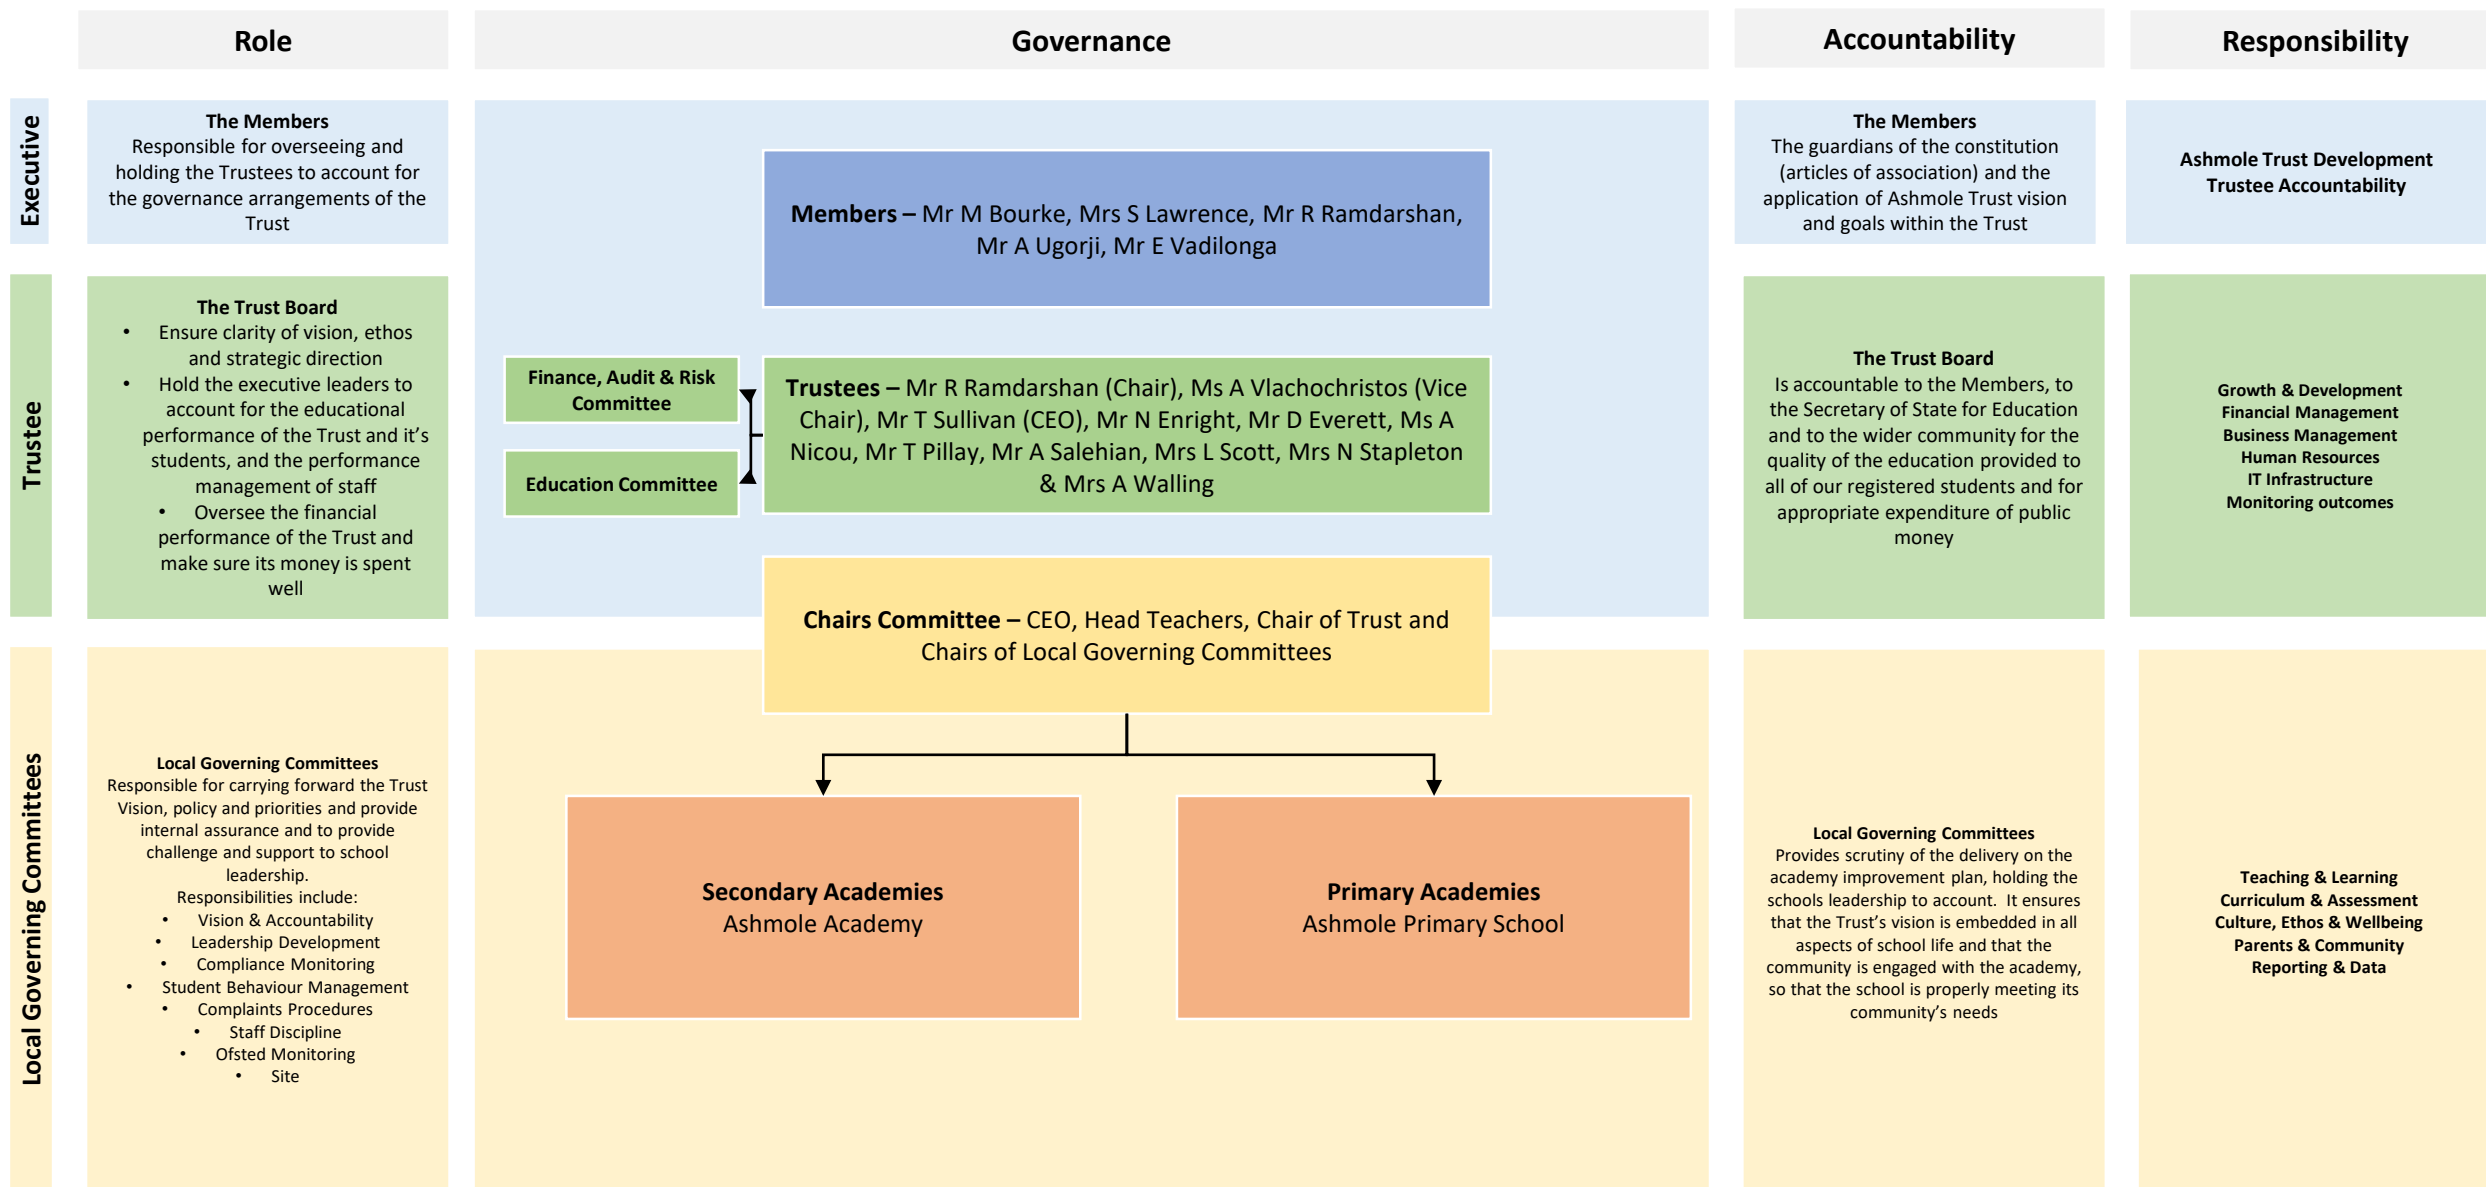 Role
Governance
Accountability
Responsibility
Executive
The Members
Responsible for overseeing and
holding the Trustees to account for
the governance arrangements of the
Trust
Members – Mr M Bourke, Mrs S Lawrence, Mr R Ramdarshan,
Mr A Ugorji, Mr E Vadilonga
The Members
The guardians of the constitution
(articles of association) and the
application of Ashmole Trust vision
and goals within the Trust
Ashmole Trust Development
Trustee Accountability
Trustee
The Trust Board
• Ensure clarity of vision, ethos
and strategic direction
• Hold the executive leaders to
account for the educational
performance of the Trust and it’s
students, and the performance
management of staff
• Oversee the financial
performance of the Trust and
make sure its money is spent
well
Finance, Audit & Risk
Committee
Education Committee
Trustees – Mr R Ramdarshan (Chair), Ms A Vlachochristos (Vice
Chair), Mr T Sullivan (CEO), Mr N Enright, Mr D Everett, Ms A
Nicou, Mr T Pillay, Mr A Salehian, Mrs L Scott, Mrs N Stapleton
& Mrs A Walling
The Trust Board
Is accountable to the Members, to
the Secretary of State for Education
and to the wider community for the
quality of the education provided to
all of our registered students and for
appropriate expenditure of public
money
Growth & Development
Financial Management
Business Management
Human Resources
IT Infrastructure
Monitoring outcomes
Chairs Committee – CEO, Head Teachers, Chair of Trust and
Chairs of Local Governing Committees
Local Governing Committees
Local Governing Committees
Responsible for carrying forward the Trust
Vision, policy and priorities and provide
internal assurance and to provide
challenge and support to school
leadership.
Responsibilities include:
• Vision & Accountability
• Leadership Development
• Compliance Monitoring
• Student Behaviour Management
• Complaints Procedures
• Staff Discipline
• Ofsted Monitoring
• Site
Secondary Academies
Ashmole Academy
Primary Academies
Ashmole Primary School
Local Governing Committees
Provides scrutiny of the delivery on the
academy improvement plan, holding the
schools leadership to account. It ensures
that the Trust’s vision is embedded in all
aspects of school life and that the
community is engaged with the academy,
so that the school is properly meeting its
community’s needs
Teaching & Learning
Curriculum & Assessment
Culture, Ethos & Wellbeing
Parents & Community
Reporting & Data